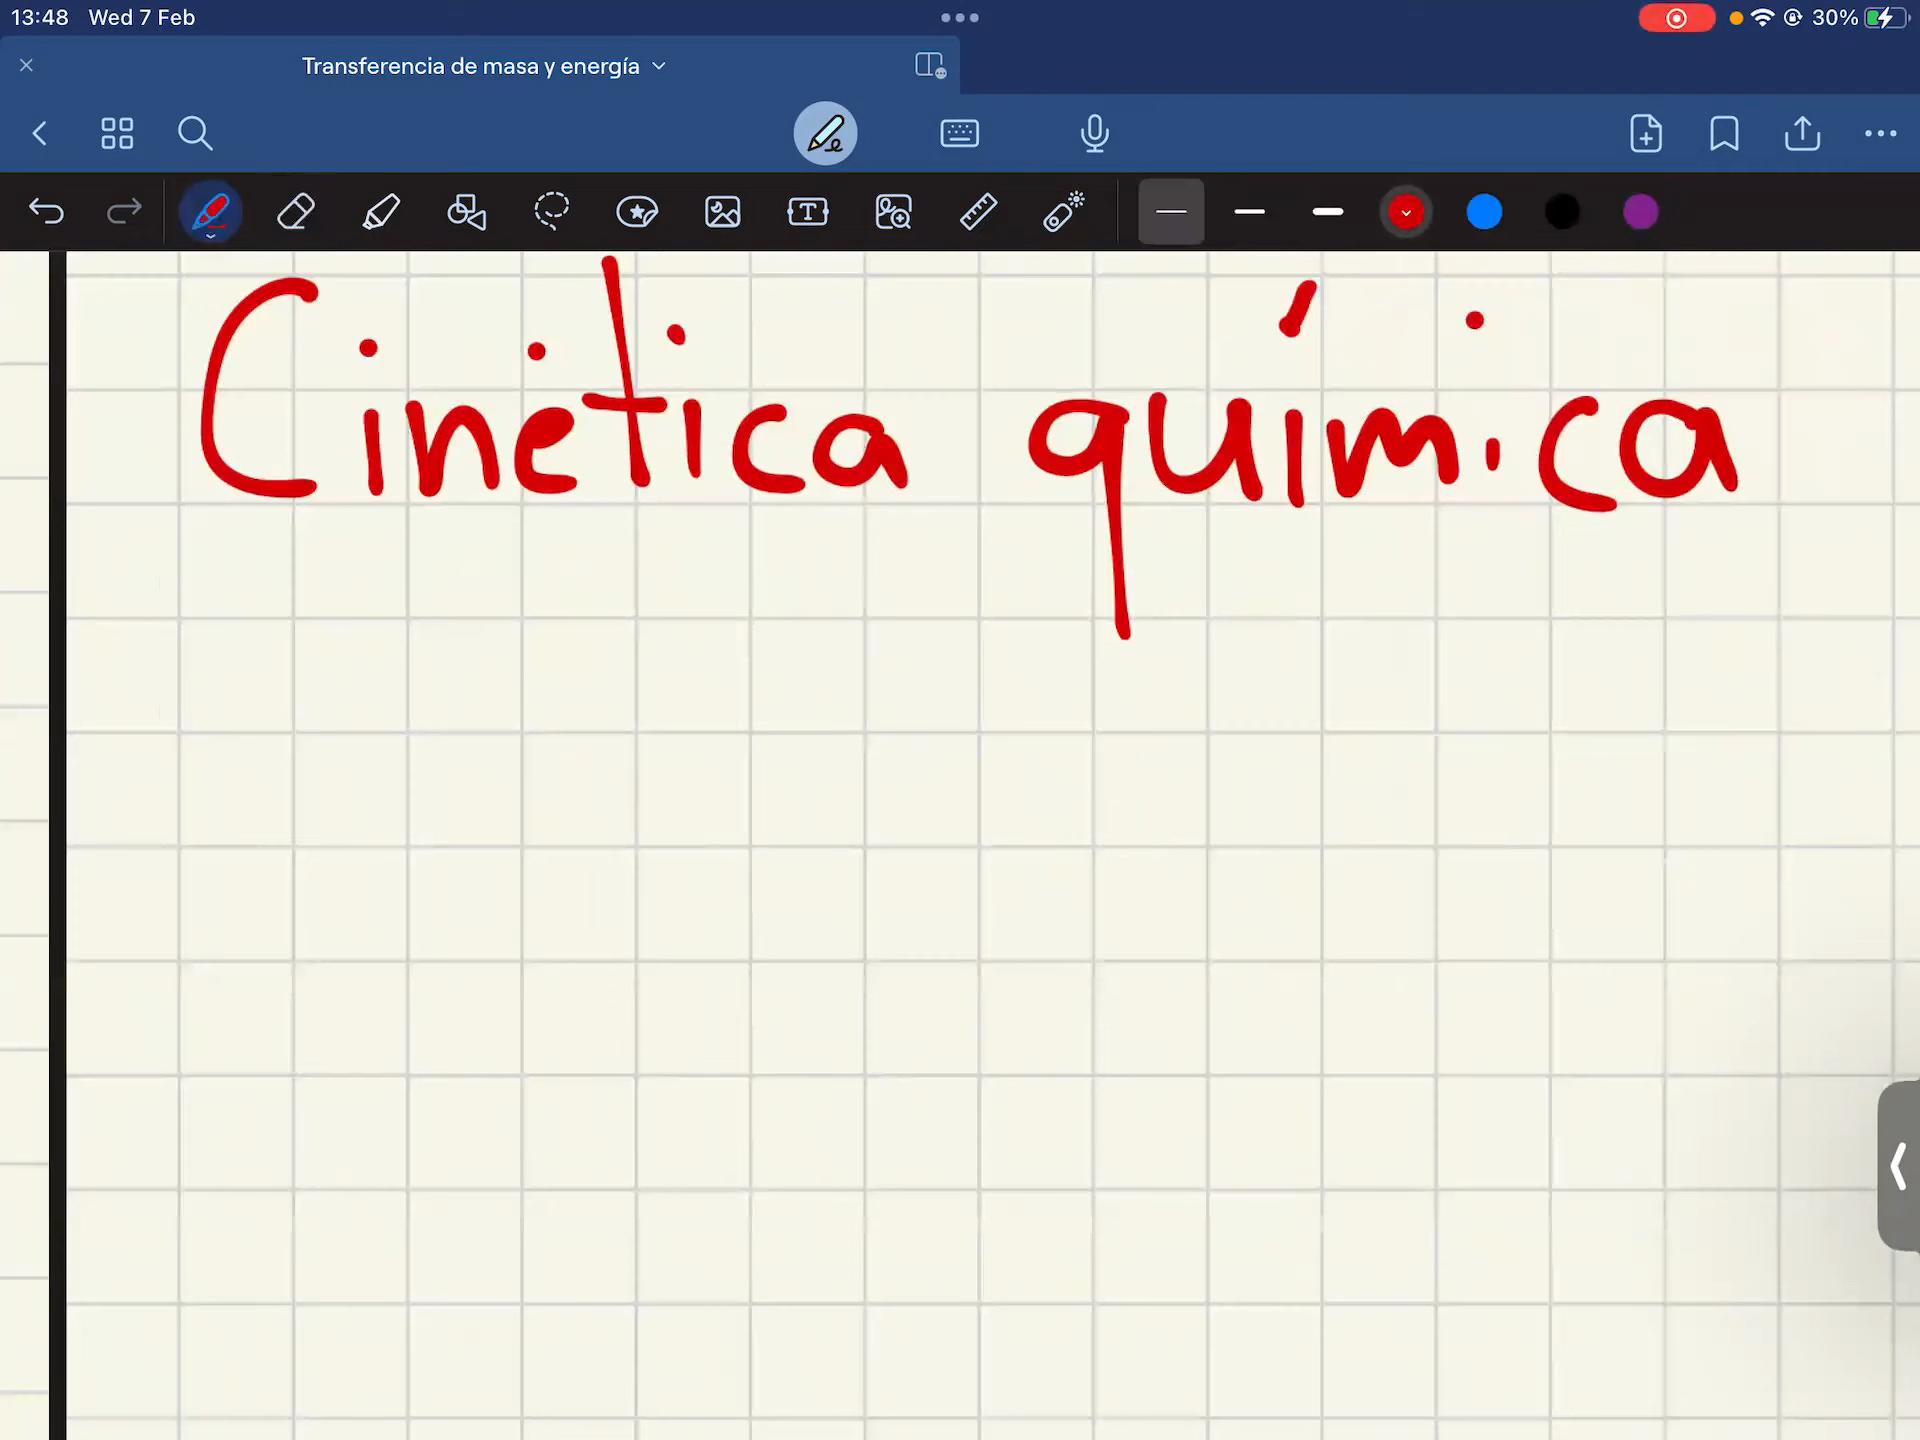 13:48 Wed 7 Feb
30%
Transferencia de masa y energía
Cinética química